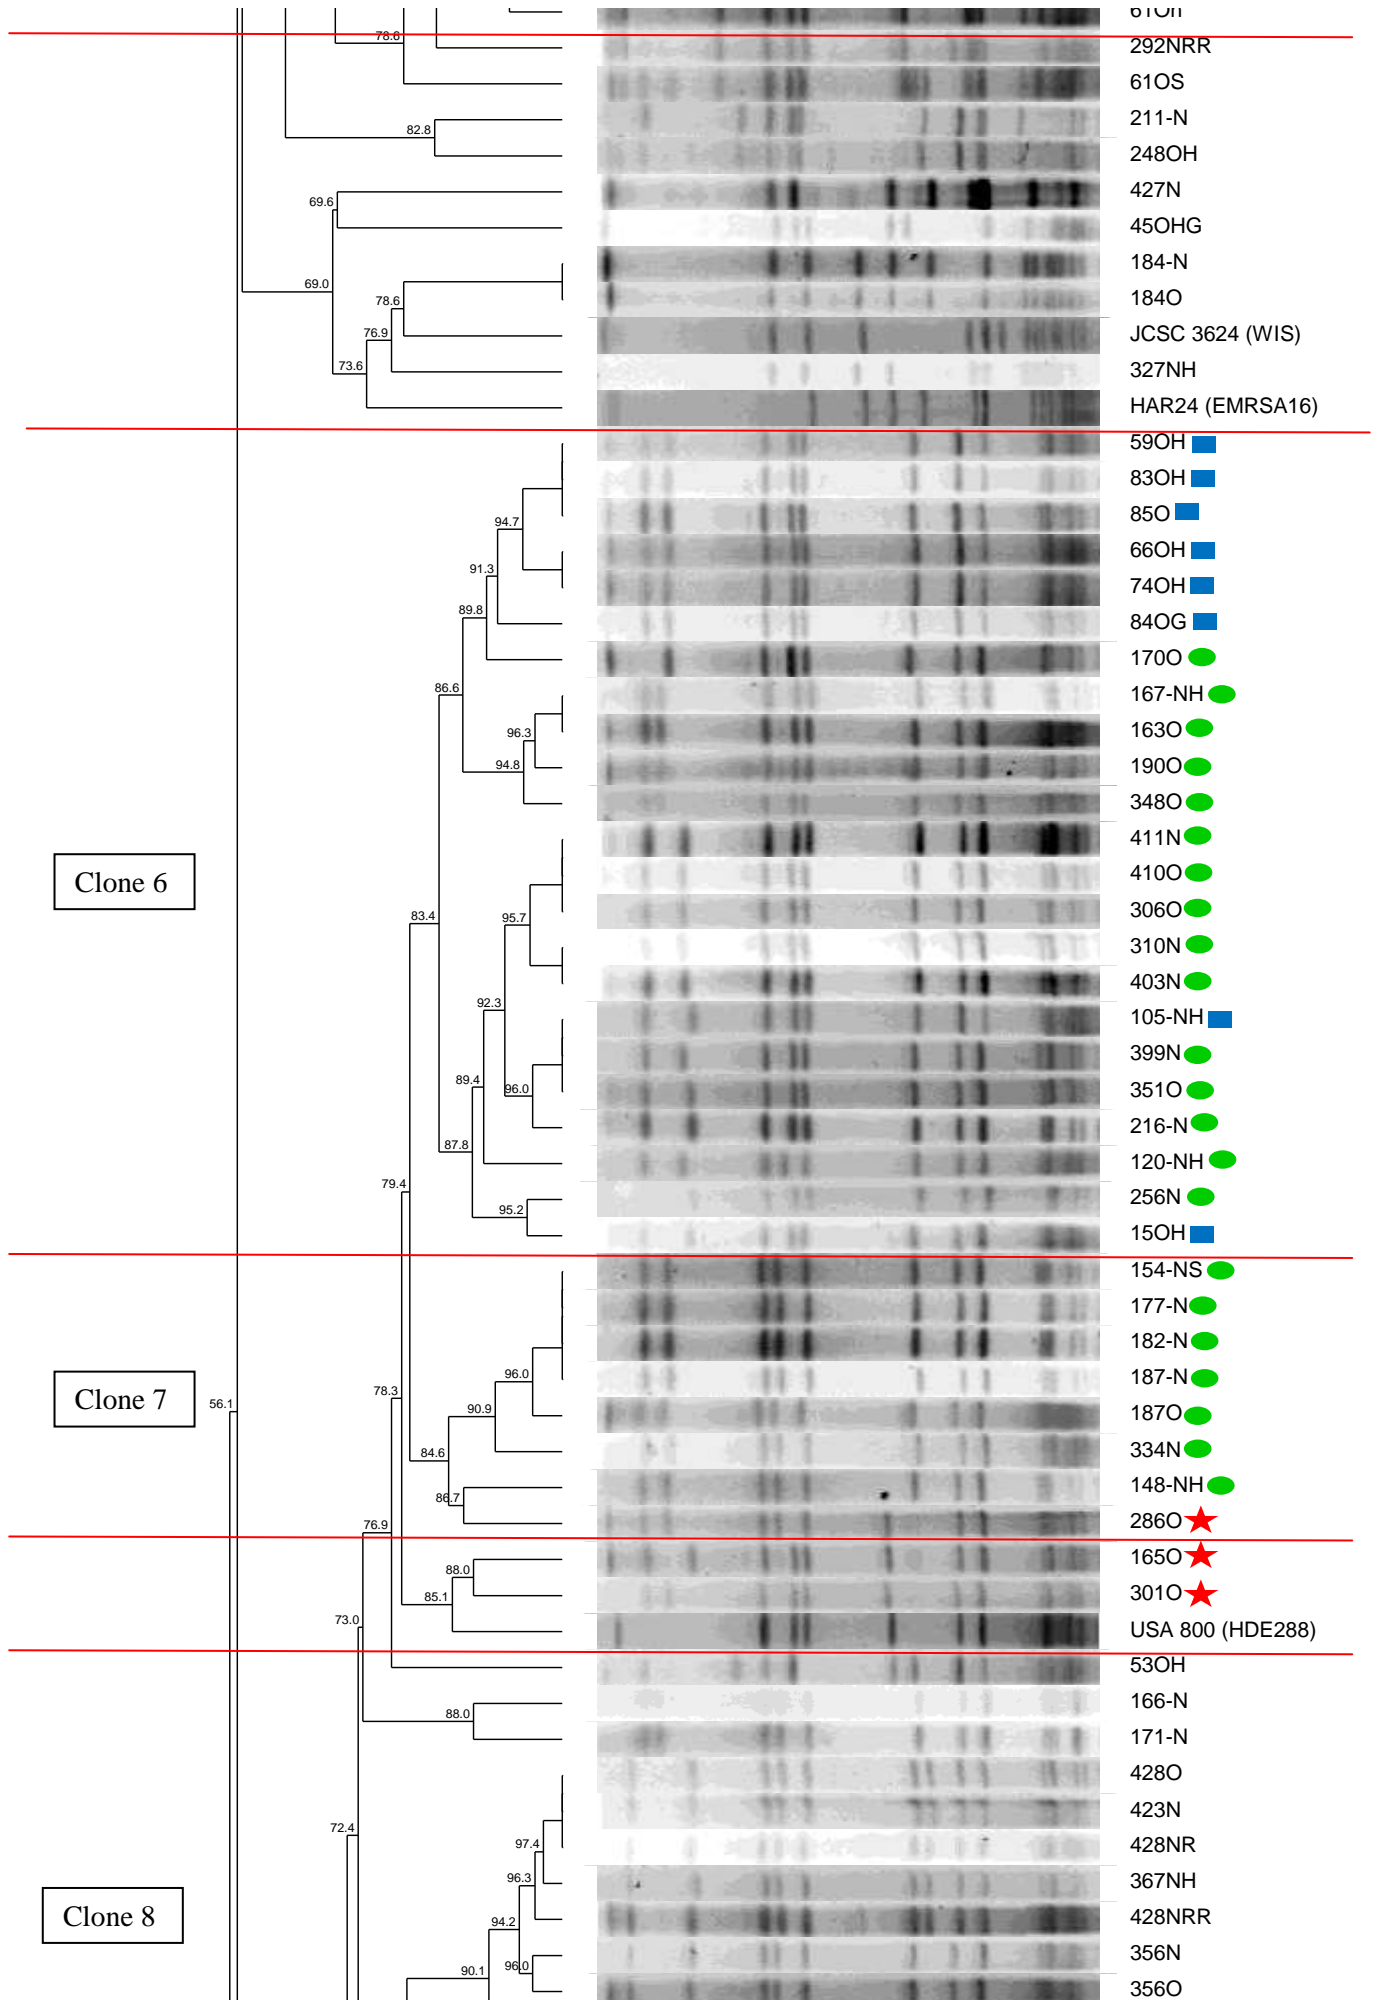 61OH
78.6
292NRR
61OS
211-N
82.8
248OH
427N
69.6
45OHG
184-N
69.0
184O
78.6
JCSC 3624 (WIS)
76.9
327NH
73.6
HAR24 (EMRSA16)
59OH
83OH
85O
94.7
66OH
91.3
74OH
89.8
84OG
170O
86.6
167-NH
163O
96.3
190O
94.8
348O
411N
Clone 6
410O
83.4
95.7
306O
310N
403N
92.3
105-NH
399N
89.4
96.0
351O
216-N
87.8
120-NH
79.4
256N
95.2
15OH
154-NS
177-N
182-N
Clone 7
96.0
187-N
78.3
56.1
90.9
187O
84.6
334N
148-NH
86.7
76.9
286O
165O
88.0
301O
85.1
73.0
USA 800 (HDE288)
53OH
166-N
88.0
171-N
428O
423N
72.4
97.4
428NR
96.3
367NH
Clone 8
94.2
428NRR
356N
96.0
90.1
356O